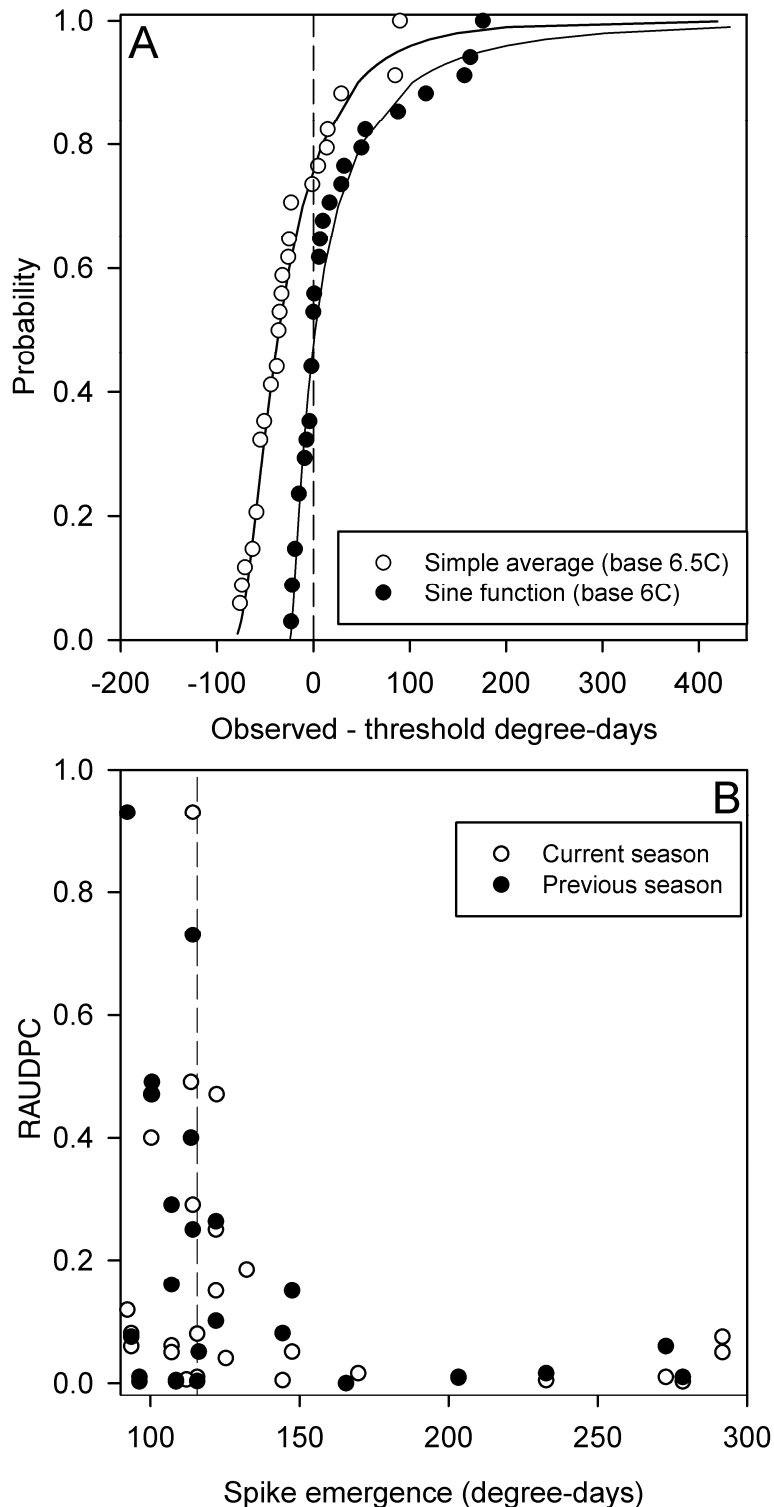 A
1.0
0.8
0.6
0.4
0.2
0.0
Probability
Simple average (base 6.5C)
Sine function (base 6C)
-200 -100 0 100 200 300 400
Observed - threshold degree-days
B
1.0
0.8
0.6
0.4
0.2
0.0
RAUDPC
Current season
Previous season
100 150 200 250 300
Spike emergence (degree-days)